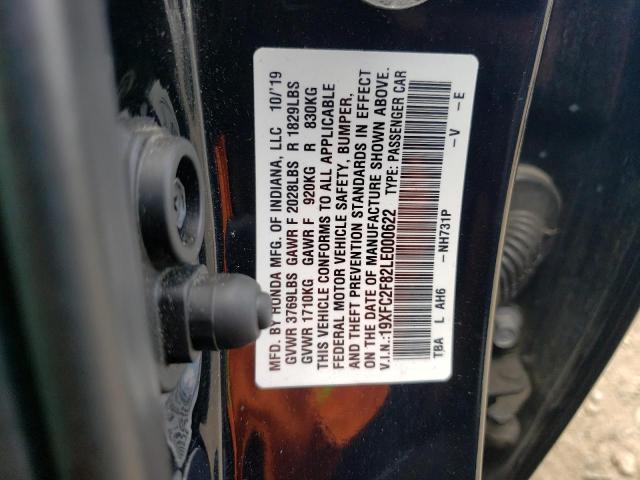 MFD. BY HONDA MFG. OF INDIANA, LLC 10/'19
GVWR 3769LBS GAWR F 2028LBS R 1829LBS
GVWR 1710KG GAWR F 920KG R 830KG
THIS VEHICLE CONFORMS TO ALL APPLICABLE
FEDERAL MOTOR VEHICLE SAFETY, BUMPER,
AND THEFT PREVENTION STANDARDS IN EFFECT
ON THE DATE OF MANUFACTURE SHOWN ABOVE.
V.I.N.:19XFC2F82LE000622 TYPE: PASSENGER CAR
TBA L AH6 -NH731P -V -E